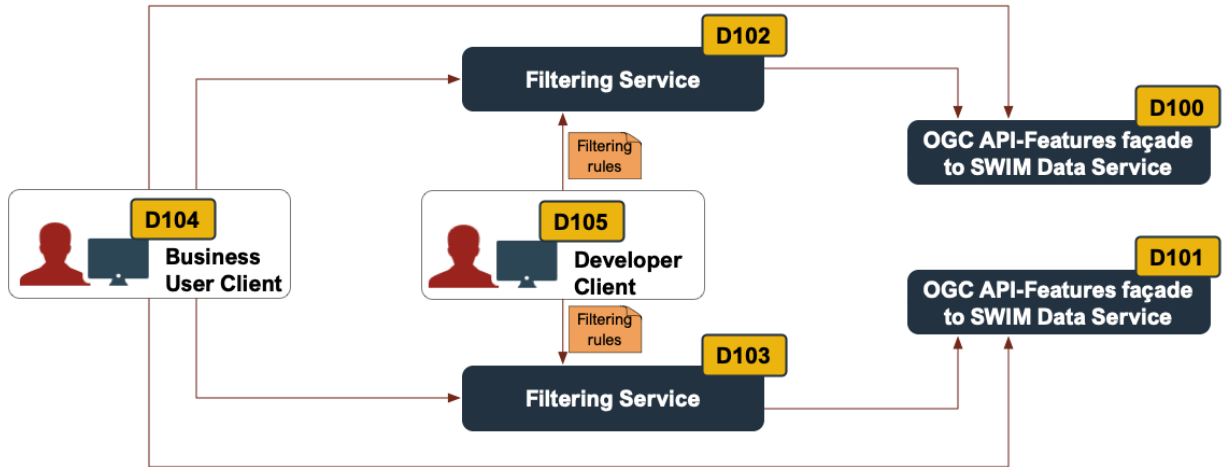 D102
Filtering Service
D100
OGC API-Features façade
to SWIM Data Service
Filtering
rules
D104
Business
User Client
D105
Developer
Client
D101
OGC API-Features façade
to SWIM Data Service
Filtering
rules
D103
Filtering Service